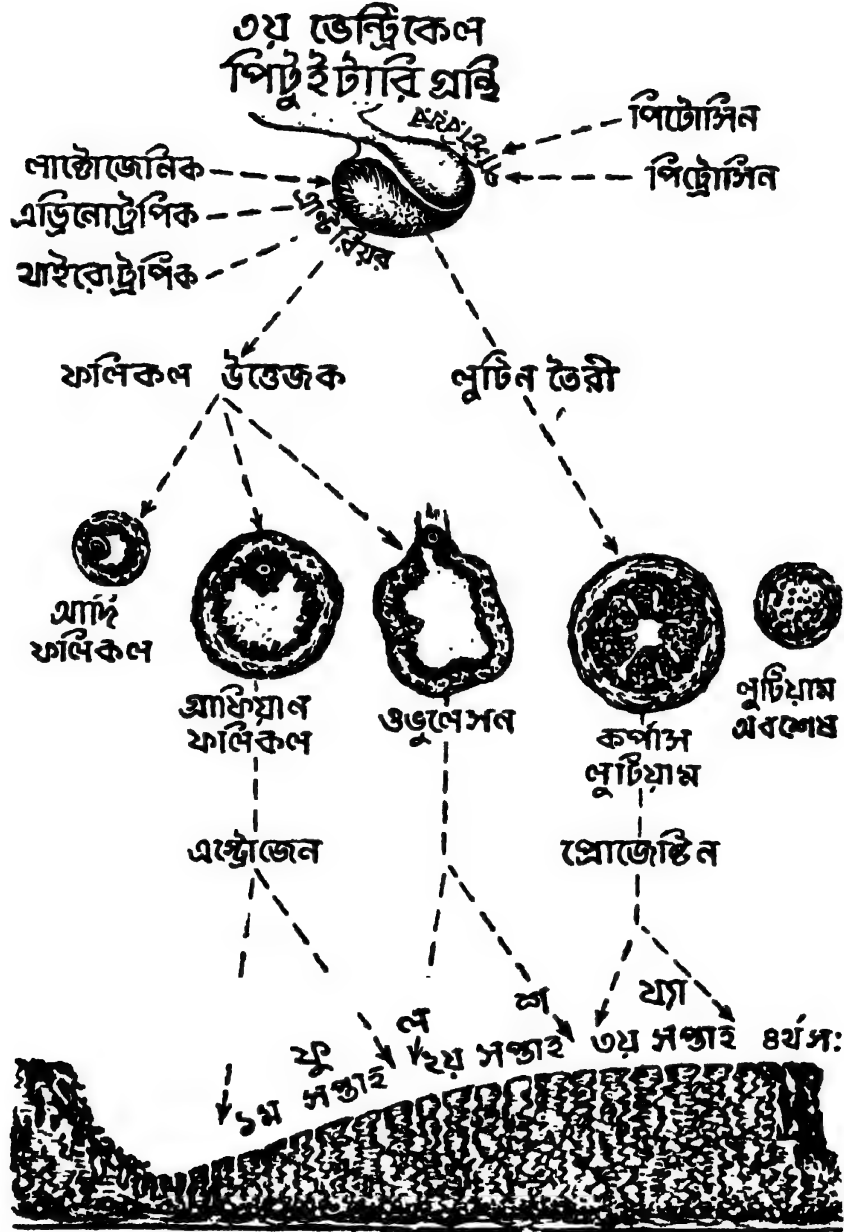 ৩য় ভেন্ট্রিকেল
পিটুইটারি গ্রন্থি
পিটোসিন
পিট্রোসিন
লাক্টোজেনিক
এড্রিনোট্রপিক
থাইরোট্রপিক
ফলিকল উত্তেজক
লুটিন তৈরী
আদি
ফলিকল
গ্রাফিয়ান
ফলিকল
ওভুলেসন
কর্পাস
লুটিয়াম
লুটিয়াম
অবশেষ
এস্ট্রোজেন
প্রোজেষ্টিন
ফু ল শ য্যা
১ম সপ্তাহ ২য় সপ্তাহ ৩য় সপ্তাহ ৪র্থ স: